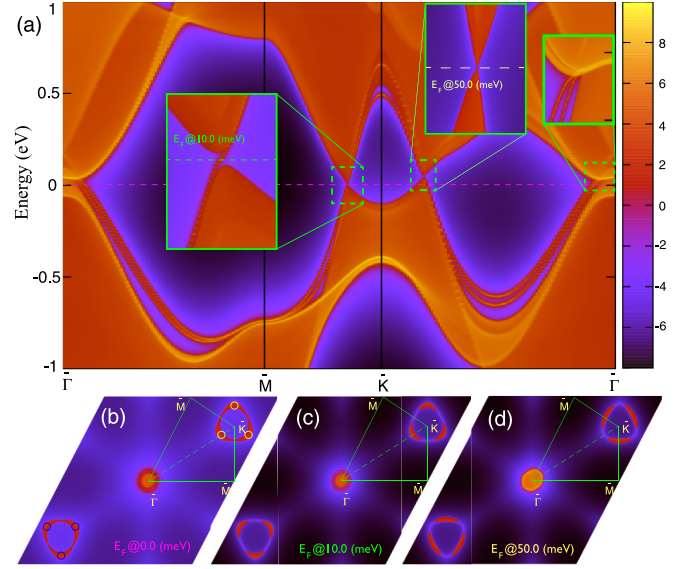 (a)
1
0.5
0
-0.5
-1
Energy (eV)
E_F@10.0 (meV)
E_F@50.0 (meV)
8
6
4
2
0
-2
-4
-6
Γ̄
M̄
K̄
Γ̄
(b)
M̄
K̄
Γ̄
M̄
E_F@0.0 (meV)
(c)
M̄
K̄
Γ̄
M̄
E_F@10.0 (meV)
(d)
M̄
K̄
Γ̄
M̄
E_F@50.0 (meV)